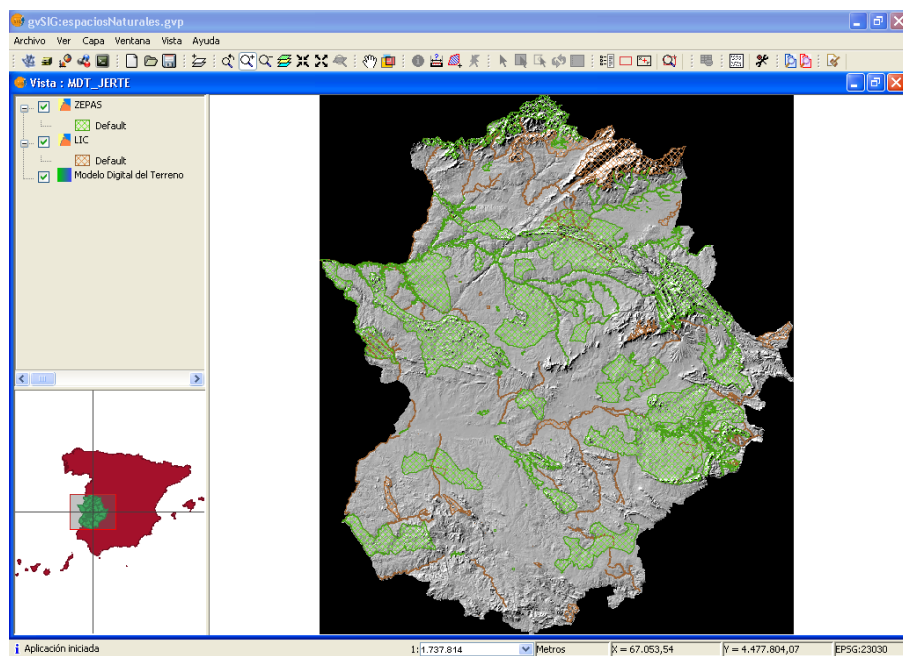 gvSIG:espaciosNaturales.gvp
Archivo Ver Capa Ventana Vista Ayuda
Vista : MDT_JERTE
ZEPAS
Default
LIC
Default
Modelo Digital del Terreno
Aplicación iniciada
1: 1.737.814
Metros
X = 67.053,54
Y = 4.477.804,07
EPSG:23030